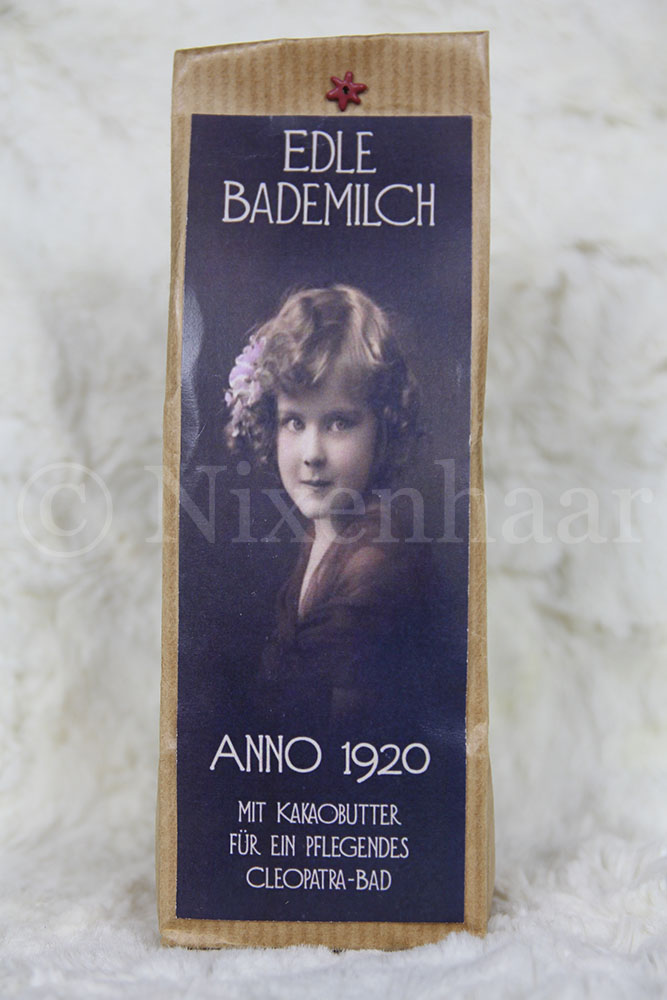 EDLE
BADEMILCH
© Nixenhaar
ANNO 1920
MIT KAKAOBUTTER
FÜR EIN PFLEGENDES
CLEOPATRA-BAD